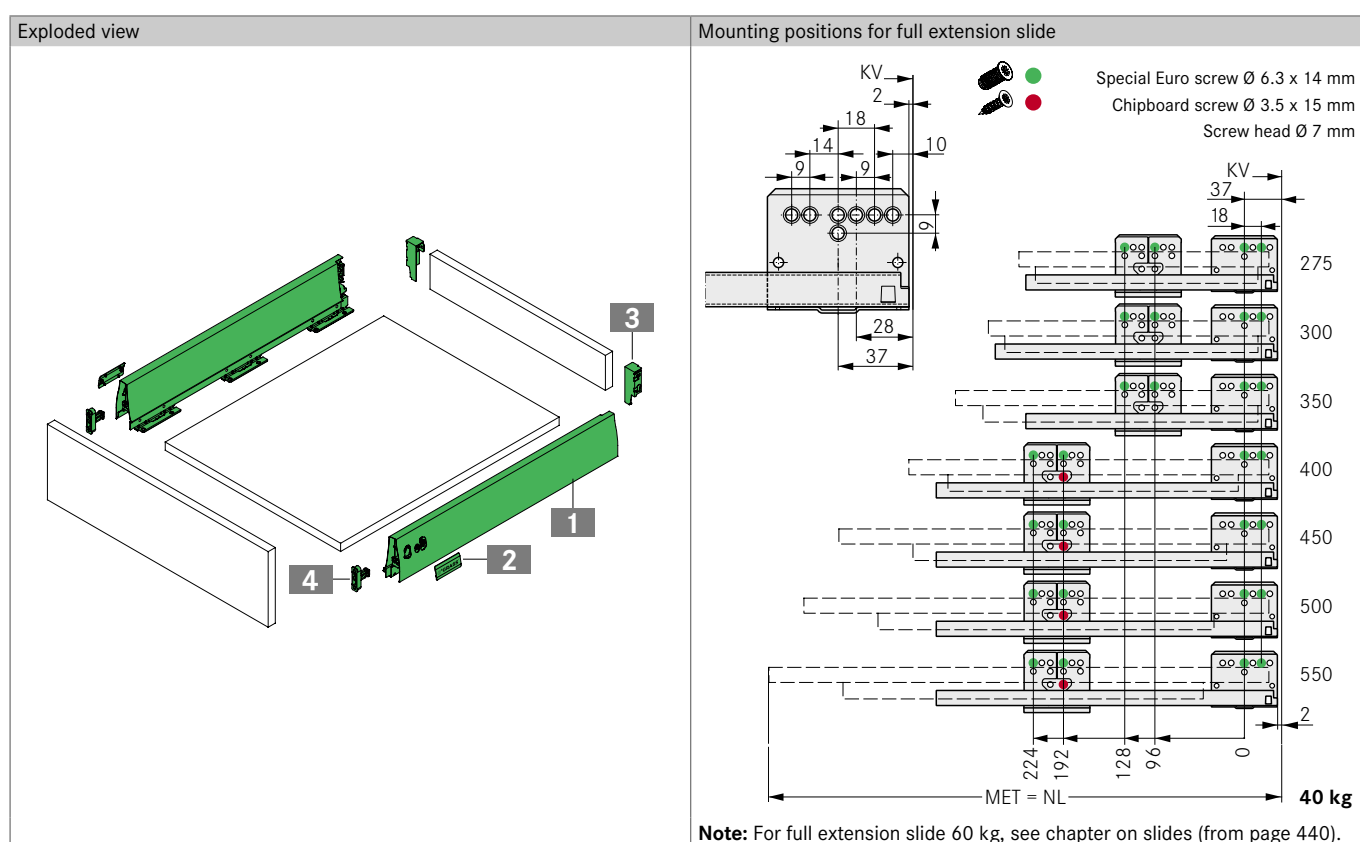 Exploded view
3
1
2
4
Mounting positions for full extension slide
Special Euro screw Ø 6.3 x 14 mm
Chipboard screw Ø 3.5 x 15 mm
Screw head Ø 7 mm
KV
2
18
14
10
9
9
9
28
37
KV
37
18
275
300
350
400
450
500
550
2
224
192
128
96
0
MET = NL
40 kg
Note: For full extension slide 60 kg, see chapter on slides (from page 440).